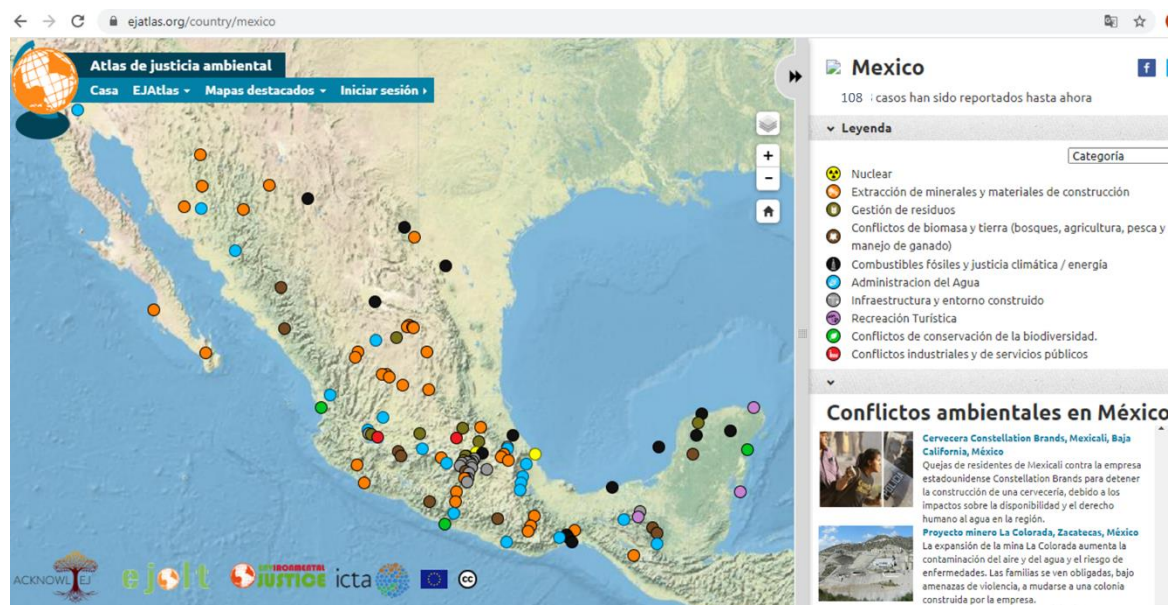 ejatlas.org/country/mexico
Atlas de justicia ambiental
Casa EJAtlas Mapas destacados Iniciar sesión
Mexico
108 casos han sido reportados hasta ahora
Leyenda
Categoría
Nuclear
Extracción de minerales y materiales de construcción
Gestión de residuos
Conflictos de biomasa y tierra (bosques, agricultura, pesca y
manejo de ganado)
Combustibles fósiles y justicia climática / energía
Administracion del Agua
Infraestructura y entorno construido
Recreación Turística
Conflictos de conservación de la biodiversidad.
Conflictos industriales y de servicios públicos
Conflictos ambientales en México
Cervecera Constellation Brands, Mexicali, Baja
California, México
Quejas de residentes de Mexicali contra la empresa
estadounidense Constellation Brands para detener
la construcción de una cervecería, debido a los
impactos sobre la disponibilidad y el derecho
humano al agua en la región.
Proyecto minero La Colorada, Zacatecas, México
La expansión de la mina La Colorada aumenta la
contaminación del aire y del agua y el riesgo de
enfermedades. Las familias se ven obligadas, bajo
amenazas de violencia, a mudarse a una colonia
construida por la empresa.
ACKNOWL EJ
ejolt
ENVIRONMENTAL
JUSTICE
icta
cc